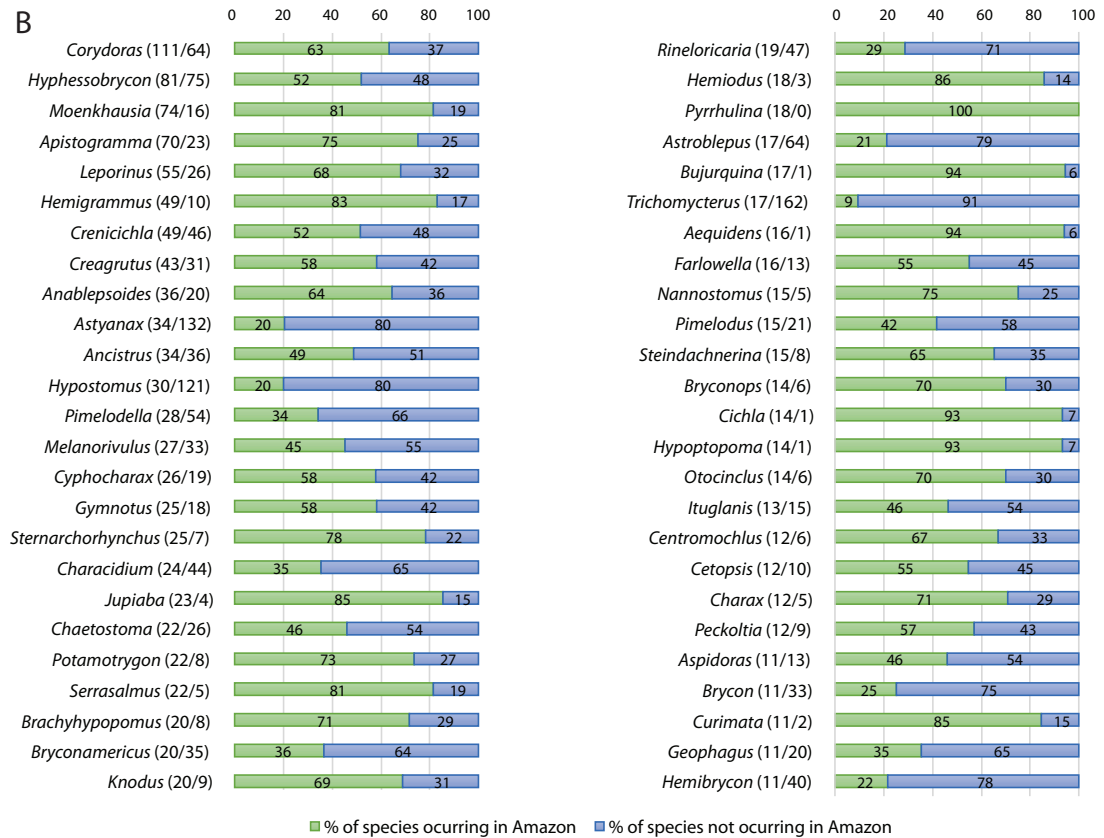 B
0 20 40 60 80 100
Corydoras (111/64) 63 37
Hyphessobrycon (81/75) 52 48
Moenkhausia (74/16) 81 19
Apistogramma (70/23) 75 25
Leporinus (55/26) 68 32
Hemigrammus (49/10) 83 17
Crenicichla (49/46) 52 48
Creagrutus (43/31) 58 42
Anablepsoides (36/20) 64 36
Astyanax (34/132) 20 80
Ancistrus (34/36) 49 51
Hypostomus (30/121) 20 80
Pimelodella (28/54) 34 66
Melanorivulus (27/33) 45 55
Cyphocharax (26/19) 58 42
Gymnotus (25/18) 58 42
Sternarchorhynchus (25/7) 78 22
Characidium (24/44) 35 65
Jupiaba (23/4) 85 15
Chaetostoma (22/26) 46 54
Potamotrygon (22/8) 73 27
Serrasalmus (22/5) 81 19
Brachyhypopomus (20/8) 71 29
Bryconamericus (20/35) 36 64
Knodus (20/9) 69 31
0 20 40 60 80 100
Rineloricaria (19/47) 29 71
Hemiodus (18/3) 86 14
Pyrrhulina (18/0) 100
Astroblepus (17/64) 21 79
Bujurquina (17/1) 94 6
Trichomycterus (17/162) 9 91
Aequidens (16/1) 94 6
Farlowella (16/13) 55 45
Nannostomus (15/5) 75 25
Pimelodus (15/21) 42 58
Steindachnerina (15/8) 65 35
Bryconops (14/6) 70 30
Cichla (14/1) 93 7
Hypoptopoma (14/1) 93 7
Otocinclus (14/6) 70 30
Ituglanis (13/15) 46 54
Centromochlus (12/6) 67 33
Cetopsis (12/10) 55 45
Charax (12/5) 71 29
Peckoltia (12/9) 57 43
Aspidoras (11/13) 46 54
Brycon (11/33) 25 75
Curimata (11/2) 85 15
Geophagus (11/20) 35 65
Hemibrycon (11/40) 22 78
% of species ocurring in Amazon % of species not ocurring in Amazon